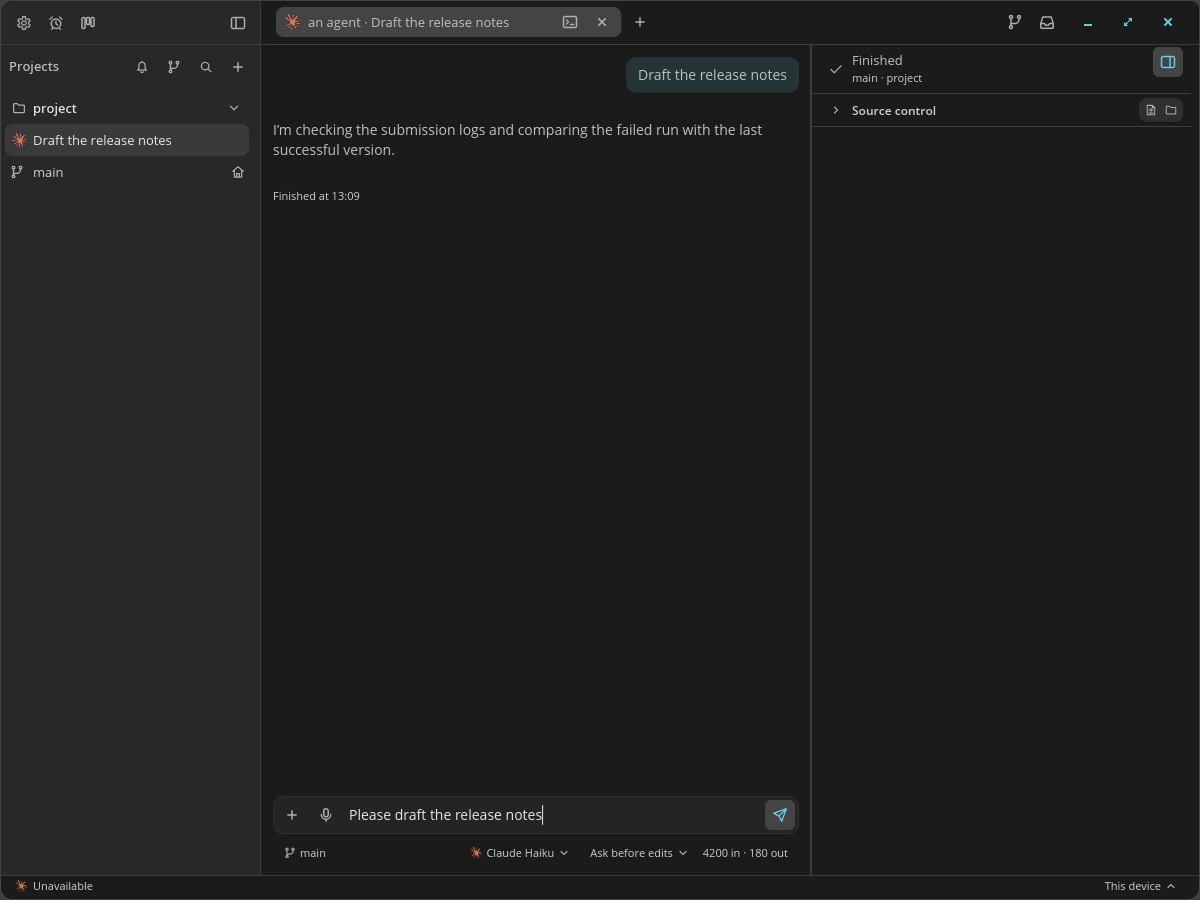 an agent · Draft the release notes
Projects
project
Draft the release notes
main
Draft the release notes
I'm checking the submission logs and comparing the failed run with the last
successful version.
Finished at 13:09
Please draft the release notes
main
Claude Haiku
Ask before edits
4200 in · 180 out
Finished
main · project
Source control
Unavailable
This device